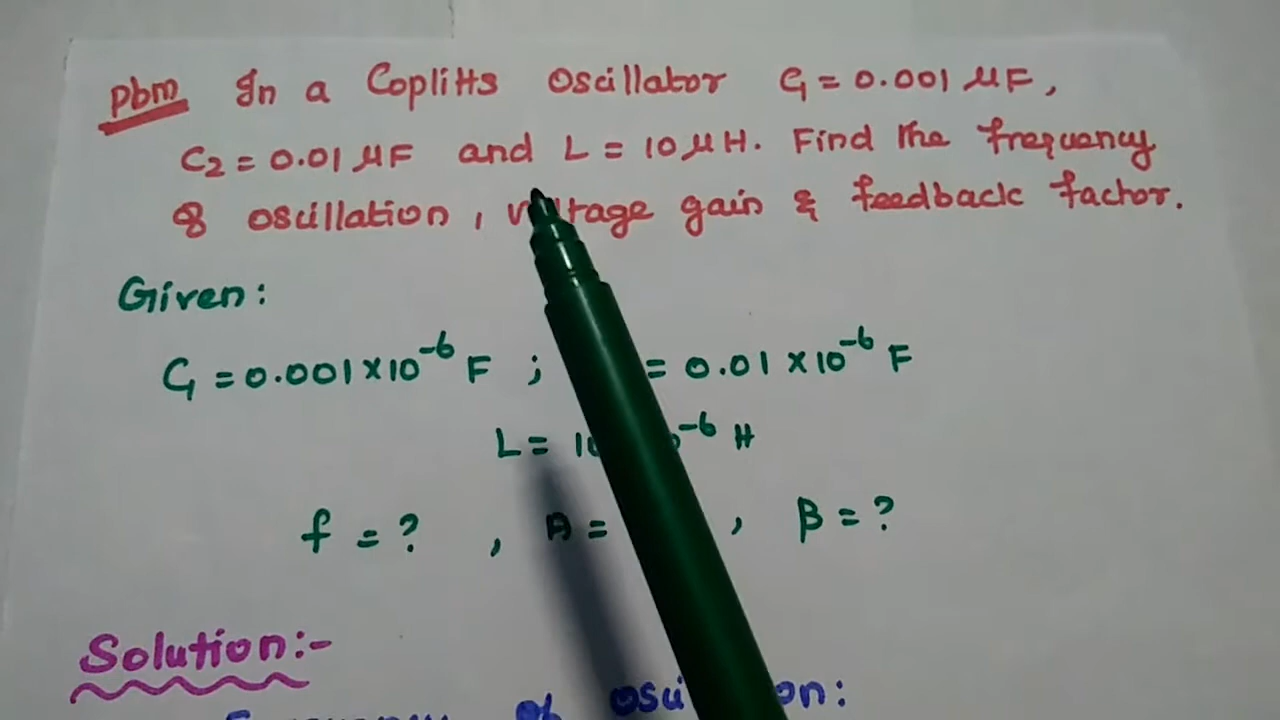 Pbm In a Coplitts Oscillator C1 = 0.001 μF,
C2 = 0.01 μF and L = 10 μH. Find the frequency
of oscillation, voltage gain & feedback factor.
Given:
C1 = 0.001 × 10⁻⁶ F ; = 0.01 × 10⁻⁶ F
L = ⁻⁶ H
f = ? , A = , β = ?
Solution:-
of